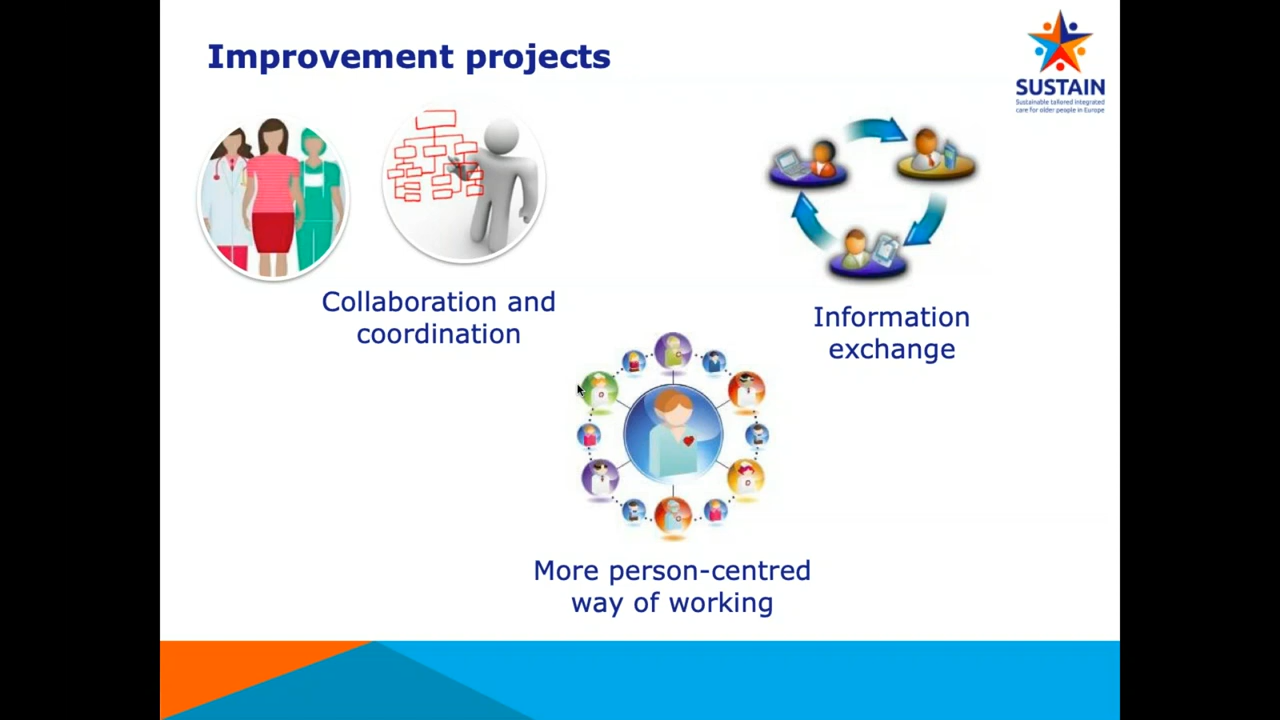 Improvement projects
SUSTAIN
Sustainable tailored integrated
care for older people in Europe
Collaboration and
coordination
Information
exchange
More person-centred
way of working